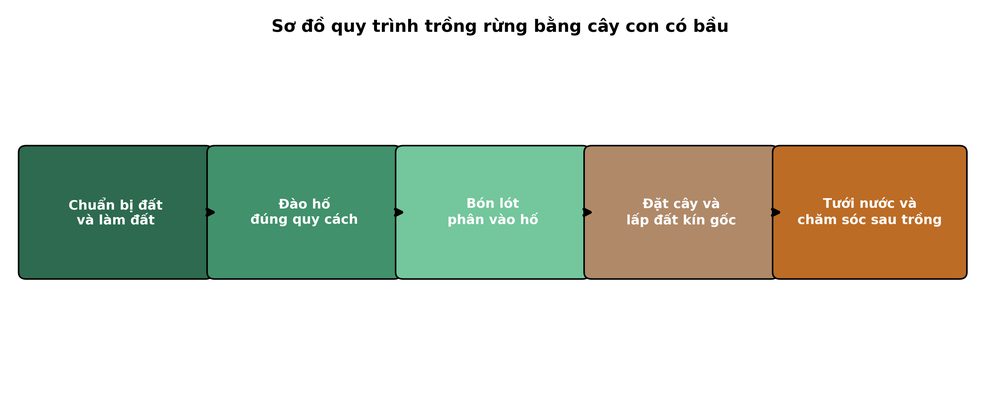 Sơ đồ quy trình trồng rừng bằng cây con có bầu
Chuẩn bị đất
và làm đất
Đào hố
đúng quy cách
Bón lót
phân vào hố
Đặt cây và
lấp đất kín gốc
Tưới nước và
chăm sóc sau trồng